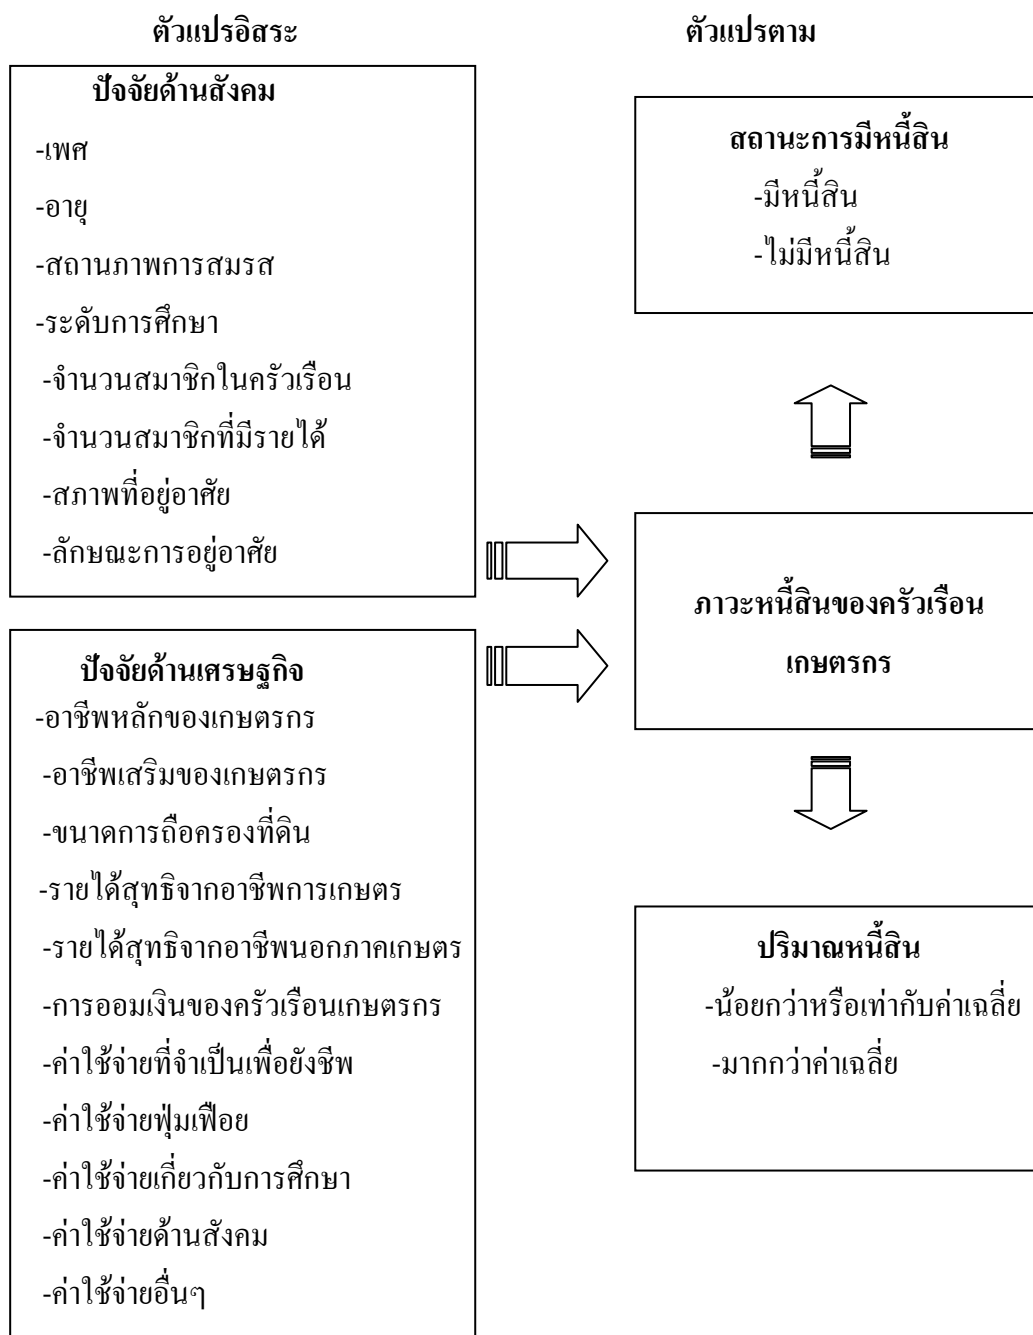 ตัวแปรอิสระ
ตัวแปรตาม
ปัจจัยด้านสังคม
-เพศ
-อายุ
-สถานภาพการสมรส
-ระดับการศึกษา
-จำนวนสมาชิกในครัวเรือน
-จำนวนสมาชิกที่มีรายได้
-สภาพที่อยู่อาศัย
-ลักษณะการอยู่อาศัย
ปัจจัยด้านเศรษฐกิจ
-อาชีพหลักของเกษตรกร
-อาชีพเสริมของเกษตรกร
-ขนาดการถือครองที่ดิน
-รายได้สุทธิจากอาชีพการเกษตร
-รายได้สุทธิจากอาชีพนอกภาคเกษตร
-การออมเงินของครัวเรือนเกษตรกร
-ค่าใช้จ่ายที่จำเป็นเพื่อยังชีพ
-ค่าใช้จ่ายฟุ่มเฟือย
-ค่าใช้จ่ายเกี่ยวกับการศึกษา
-ค่าใช้จ่ายด้านสังคม
-ค่าใช้จ่ายอื่นๆ
สถานะการมีหนี้สิน
-มีหนี้สิน
-ไม่มีหนี้สิน
ภาวะหนี้สินของครัวเรือน
เกษตรกร
ปริมาณหนี้สิน
-น้อยกว่าหรือเท่ากับค่าเฉลี่ย
-มากกว่าค่าเฉลี่ย